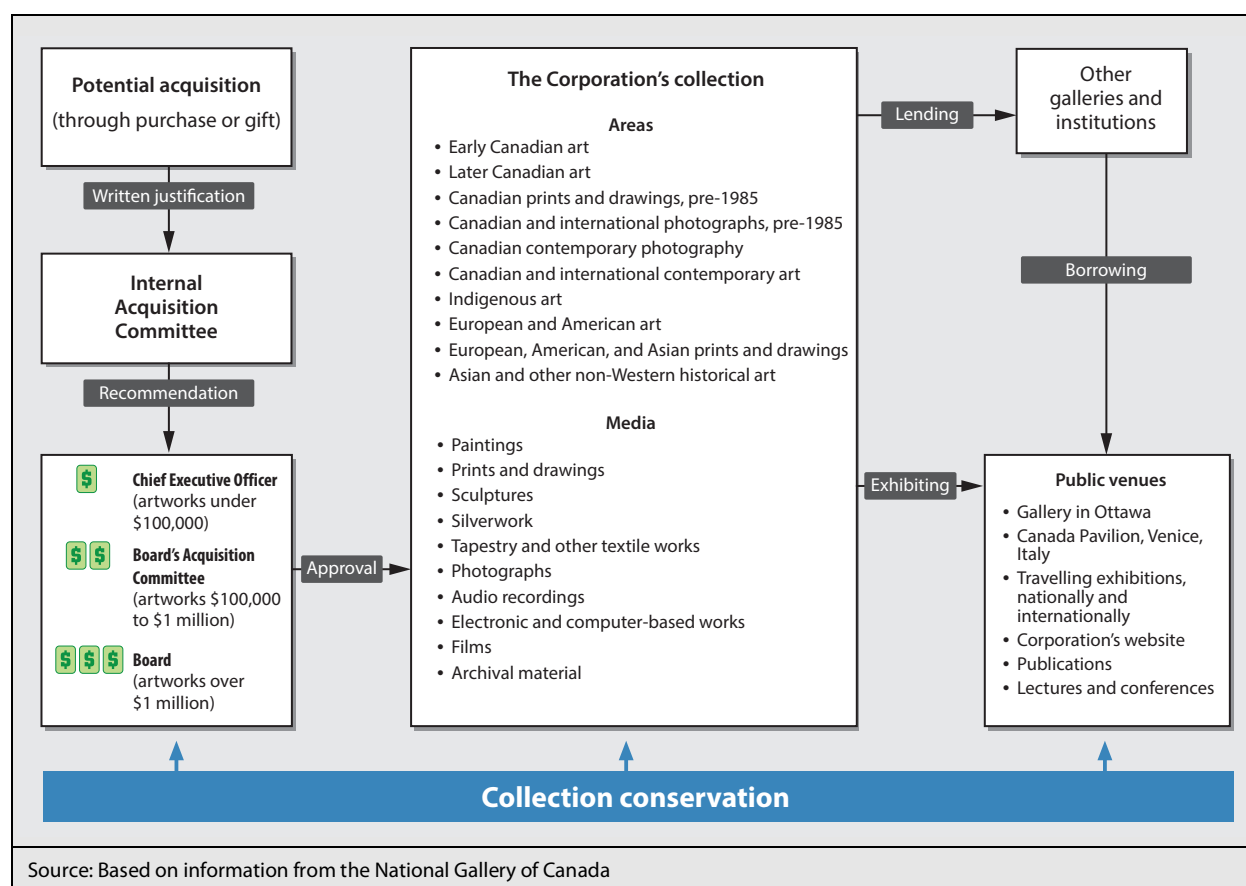 Potential acquisition
(through purchase or gift)
Written justification
Internal
Acquisition
Committee
Recommendation
$
Chief Executive Officer
(artworks under
$100,000)
$ $
Board's Acquisition
Committee
(artworks $100,000
to $1 million)
$ $ $
Board
(artworks over
$1 million)
Approval
The Corporation's collection
Areas
• Early Canadian art
• Later Canadian art
• Canadian prints and drawings, pre-1985
• Canadian and international photographs, pre-1985
• Canadian contemporary photography
• Canadian and international contemporary art
• Indigenous art
• European and American art
• European, American, and Asian prints and drawings
• Asian and other non-Western historical art
Media
• Paintings
• Prints and drawings
• Sculptures
• Silverwork
• Tapestry and other textile works
• Photographs
• Audio recordings
• Electronic and computer-based works
• Films
• Archival material
Lending
Other
galleries and
institutions
Borrowing
Exhibiting
Public venues
• Gallery in Ottawa
• Canada Pavilion, Venice,
Italy
• Travelling exhibitions,
nationally and
internationally
• Corporation's website
• Publications
• Lectures and conferences
Collection conservation
Source: Based on information from the National Gallery of Canada